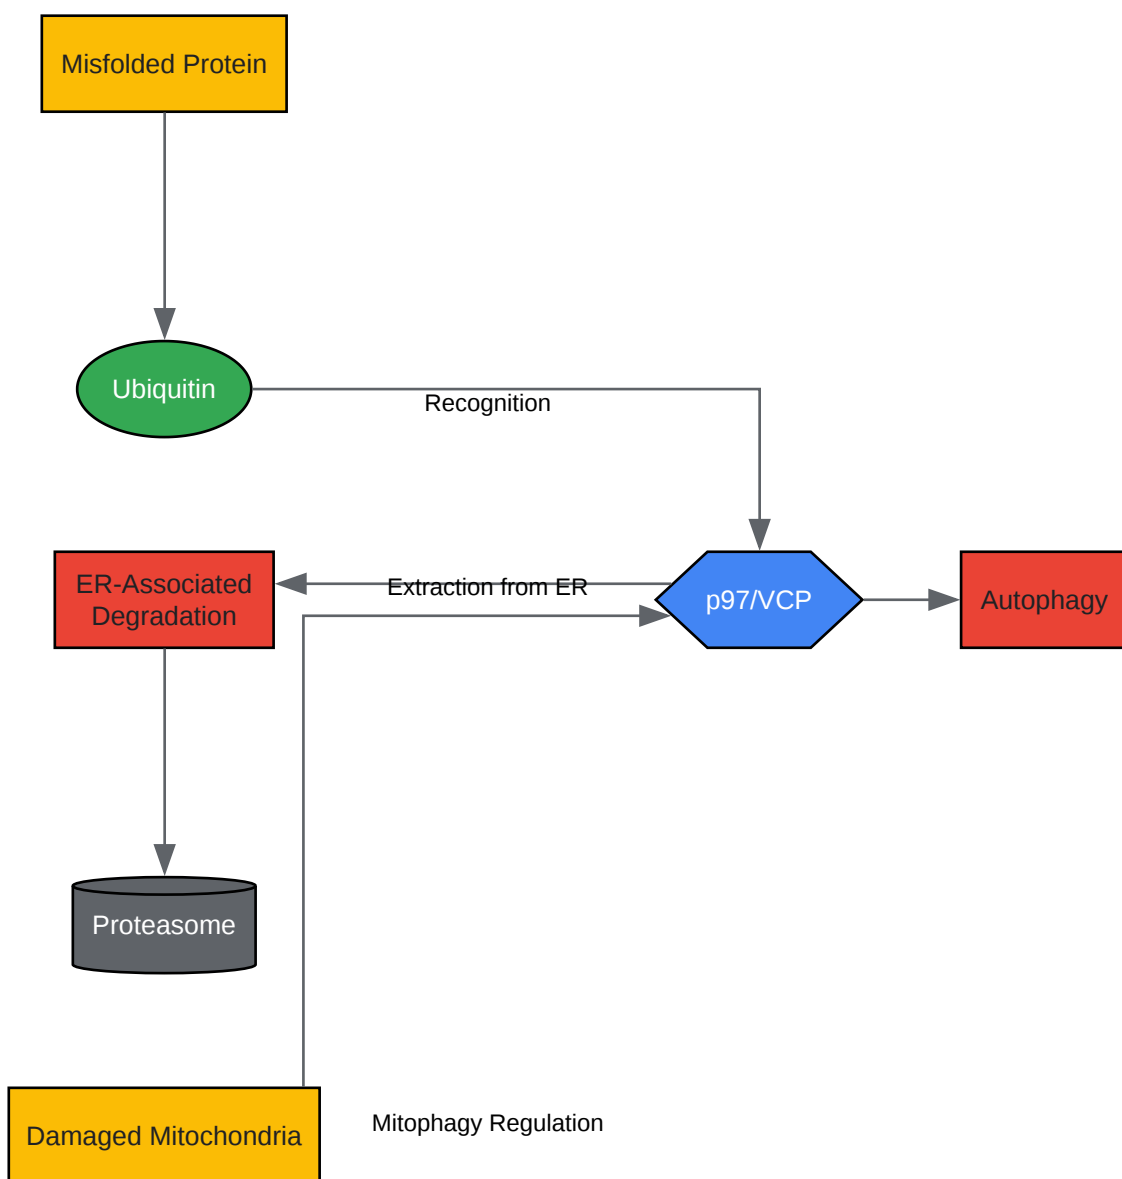 Misfolded Protein
Ubiquitin
Recognition
ER-Associated
Degradation
Extraction from ER
p97/VCP
Autophagy
Proteasome
Damaged Mitochondria
Mitophagy Regulation